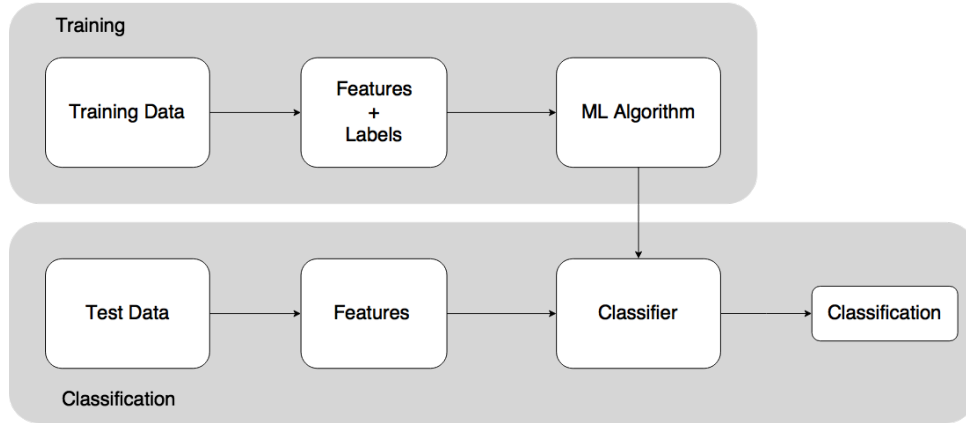 Training
Training Data
Features
+
Labels
ML Algorithm
Test Data
Features
Classifier
Classification
Classification